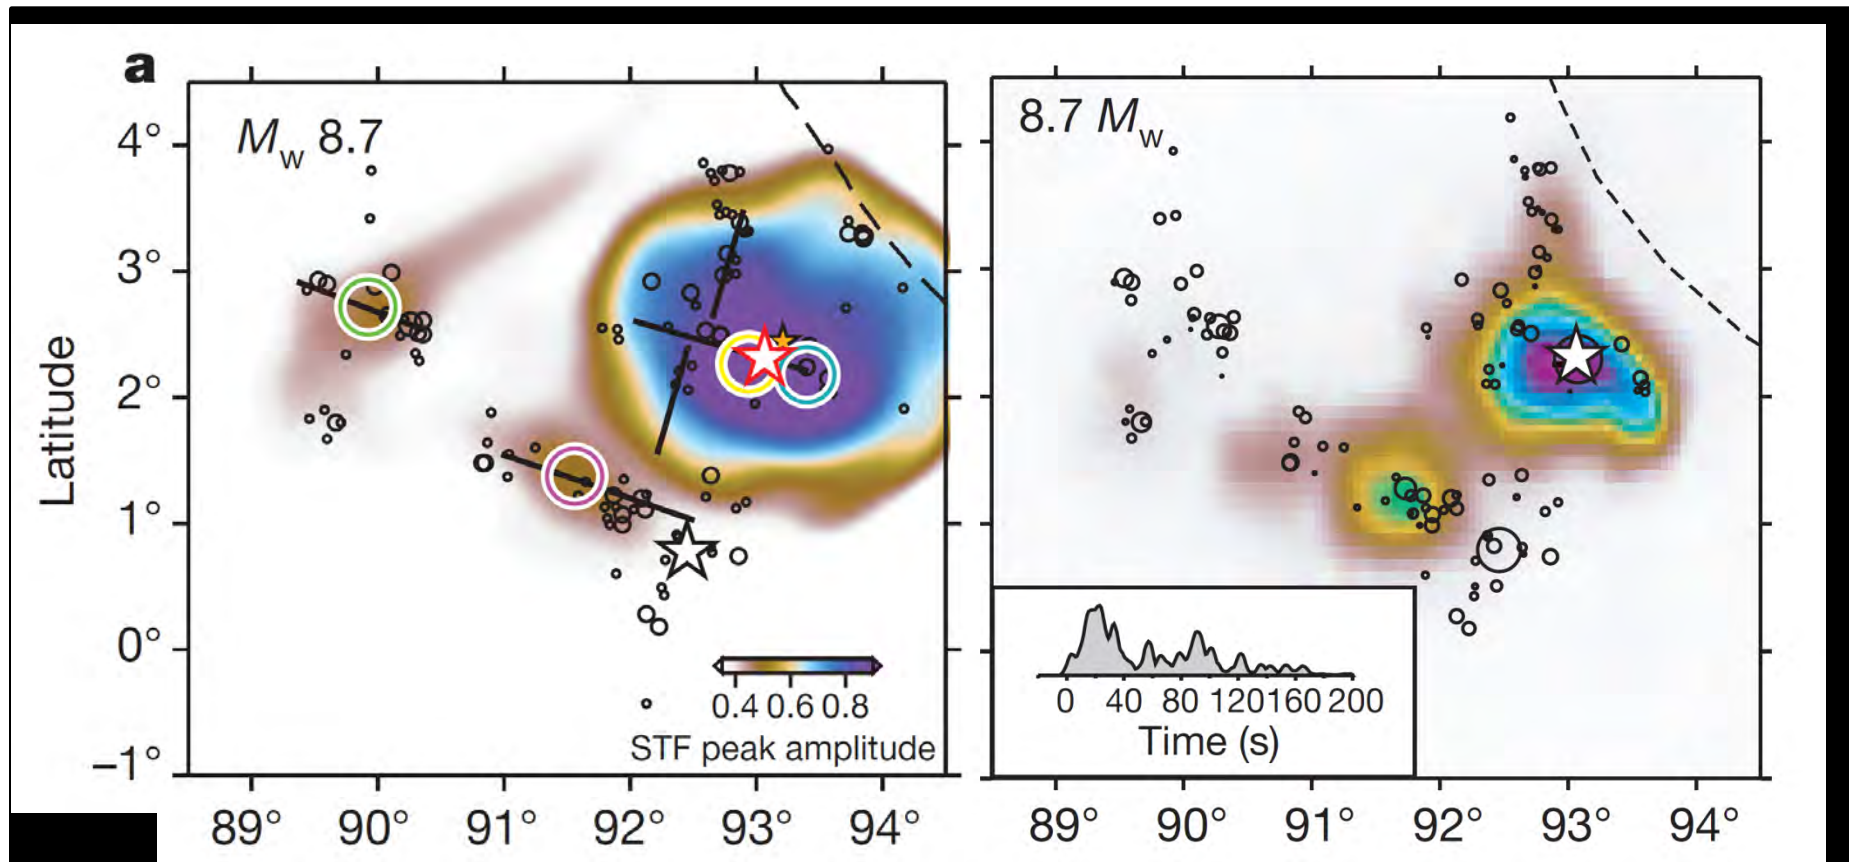 a
M_w 8.7
8.7 M_w
Latitude
4°
3°
2°
1°
0°
−1°
0.4 0.6 0.8
STF peak amplitude
0 40 80 120 160 200
Time (s)
89° 90° 91° 92° 93° 94°
89° 90° 91° 92° 93° 94°